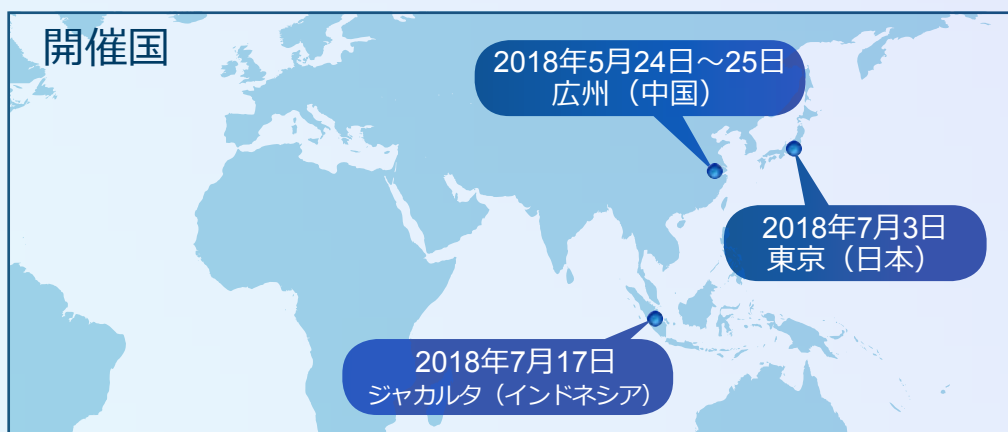 開催国
2018年5月24日～25日
広州（中国）
2018年7月3日
東京（日本）
2018年7月17日
ジャカルタ（インドネシア）